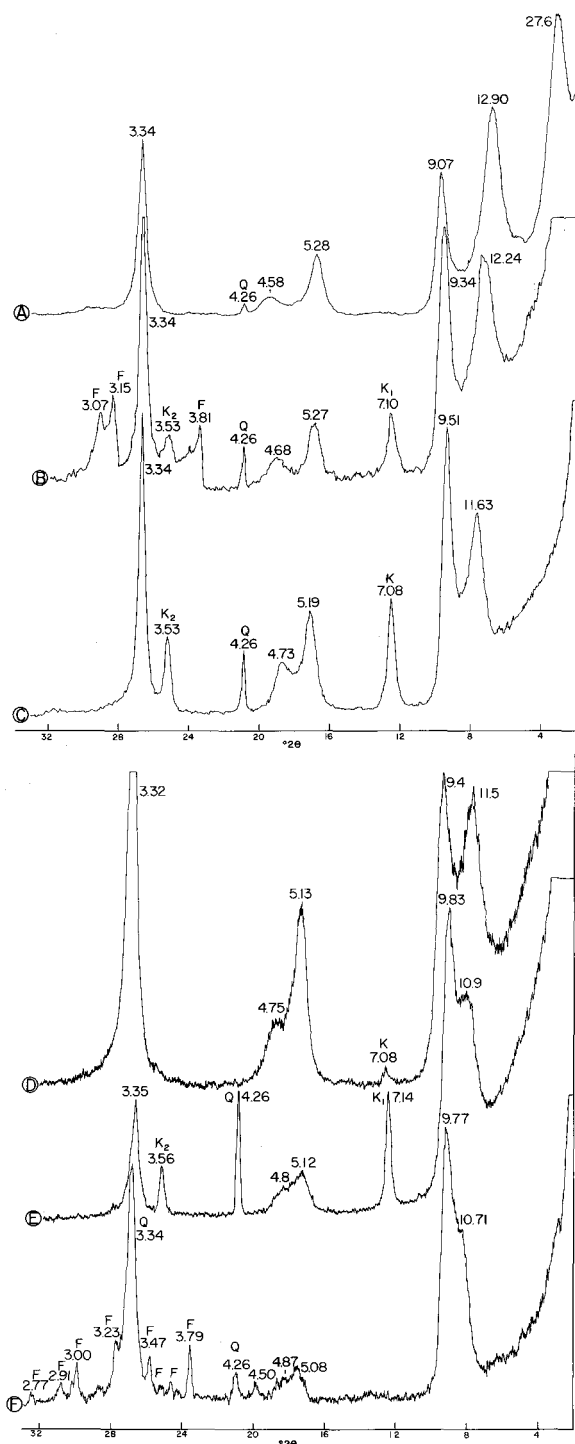 27.6
3.34
12.90
9.07
Q
4.26
4.58
5.28
A
3.34
9.34
12.24
F
3.07
F
3.15
K₂
3.53
F
3.81
Q
4.26
4.68
5.27
K₁
7.10
B
3.34
9.51
11.63
K₂
3.53
Q
4.26
4.73
5.19
K
7.08
C
32 28 24 20 16 12 8 4
°2θ
3.32
9.4
11.5
5.13
4.75
K
7.08
D
9.83
10.9
3.35
K₂
3.56
Q 4.26
4.8
5.12
K₁ 7.14
E
9.77
10.71
Q
3.34
F
2.77
F
2.91
F
3.00
F
3.23
F
3.47
F
F
F
3.79
Q
4.26
4.50
4.87
5.08
F
32 28 24 20 16 12 8 4
°2θ